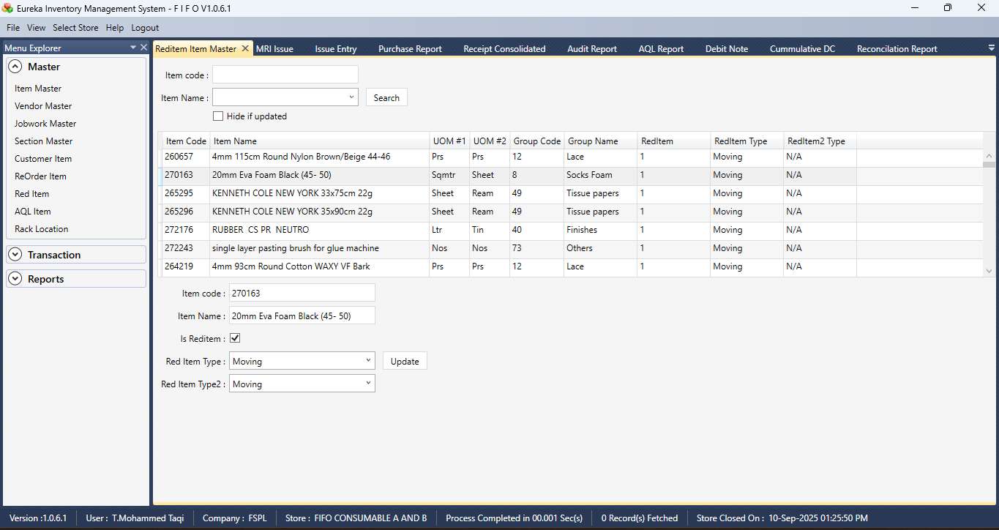 Eureka Inventory Management System - F I F O V1.0.6.1
File View Select Store Help Logout
Menu Explorer
Reditem Item Master MRI Issue Issue Entry Purchase Report Receipt Consolidated Audit Report AQL Report Debit Note Cummulative DC Reconcilation Report
Master
Item Master
Vendor Master
Jobwork Master
Section Master
Customer Item
ReOrder Item
Red Item
AQL Item
Rack Location
Transaction
Reports
Item code :
Item Name : Search
Hide if updated
Item Code Item Name UOM #1 UOM #2 Group Code Group Name RedItem RedItem Type RedItem2 Type
260657 4mm 115cm Round Nylon Brown/Beige 44-46 Prs Prs 12 Lace 1 Moving N/A
270163 20mm Eva Foam Black (45- 50) Sqmtr Sheet 8 Socks Foam 1 Moving N/A
265295 KENNETH COLE NEW YORK 33x75cm 22g Sheet Ream 49 Tissue papers 1 Moving N/A
265296 KENNETH COLE NEW YORK 35x90cm 22g Sheet Ream 49 Tissue papers 1 Moving N/A
272176 RUBBER CS PR NEUTRO Ltr Tin 40 Finishes 1 Moving N/A
272243 single layer pasting brush for glue machine Nos Nos 73 Others 1 Moving N/A
264219 4mm 93cm Round Cotton WAXY VF Bark Prs Prs 12 Lace 1 Moving N/A
Item code : 270163
Item Name : 20mm Eva Foam Black (45- 50)
Is Reditem :
Red Item Type : Moving Update
Red Item Type2 : Moving
Version :1.0.6.1 User : T.Mohammed Taqi Company : FSPL Store : FIFO CONSUMABLE A AND B Process Completed in 00.001 Sec(s) 0 Record(s) Fetched Store Closed On : 10-Sep-2025 01:25:50 PM